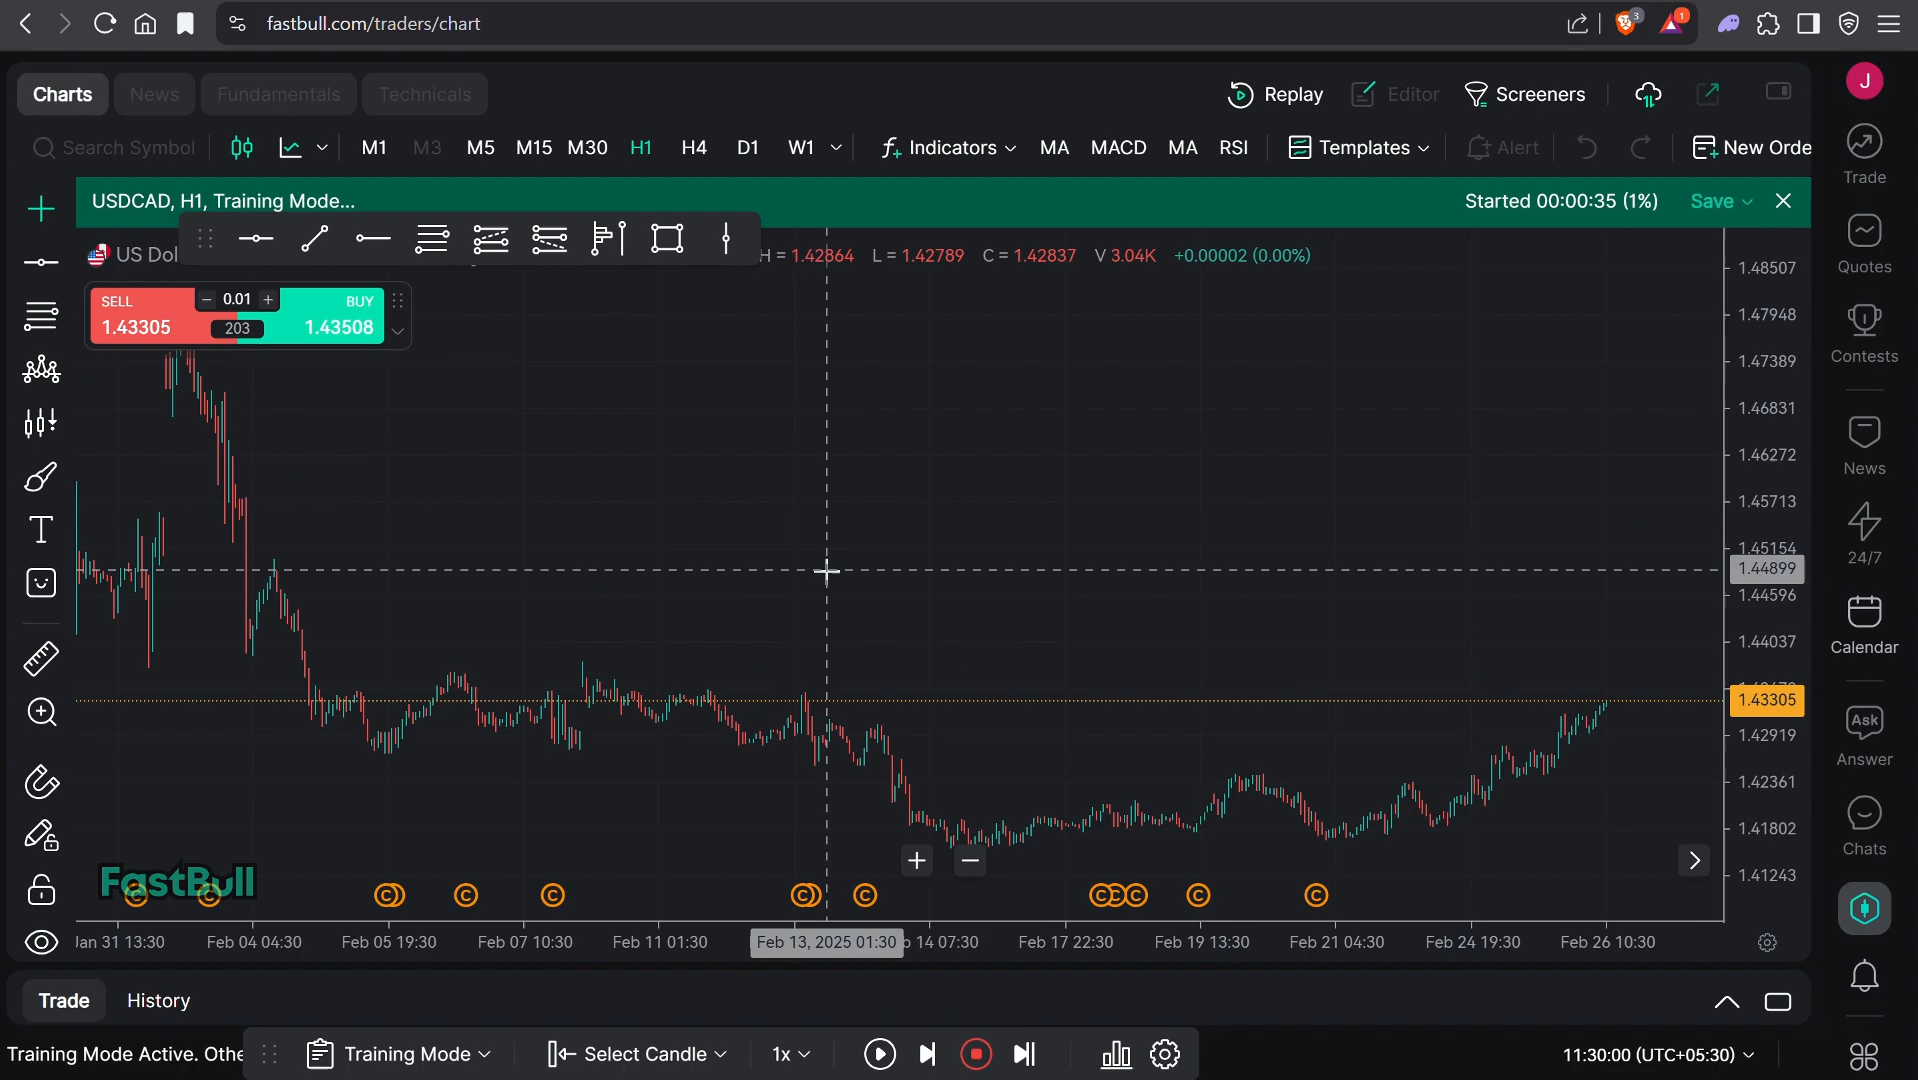 fastbull.com/traders/chart
3
1
Charts
News
Fundamentals
Technicals
Replay
Editor
Screeners
J
Search Symbol
M1
M3
M5
M15
M30
H1
H4
D1
W1
Indicators
MA
MACD
MA
RSI
Templates
Alert
New Orde
Trade
USDCAD, H1, Training Mode...
Started 00:00:35 (1%)
Save
US Dol
H = 1.42864
L = 1.42789
C = 1.42837
V 3.04K
+0.00002 (0.00%)
SELL
0.01
BUY
1.43305
203
1.43508
1.48507
1.47948
1.47389
1.46831
1.46272
1.45713
1.45154
1.44899
1.44596
1.44037
1.43305
1.42919
1.42361
1.41802
1.41243
Quotes
Contests
News
24/7
Calendar
Ask
Answer
Chats
FastBull
Jan 31 13:30
Feb 04 04:30
Feb 05 19:30
Feb 07 10:30
Feb 11 01:30
Feb 13, 2025 01:30
b 14 07:30
Feb 17 22:30
Feb 19 13:30
Feb 21 04:30
Feb 24 19:30
Feb 26 10:30
Trade
History
Training Mode Active. Othe
Training Mode
Select Candle
1x
11:30:00 (UTC+05:30)